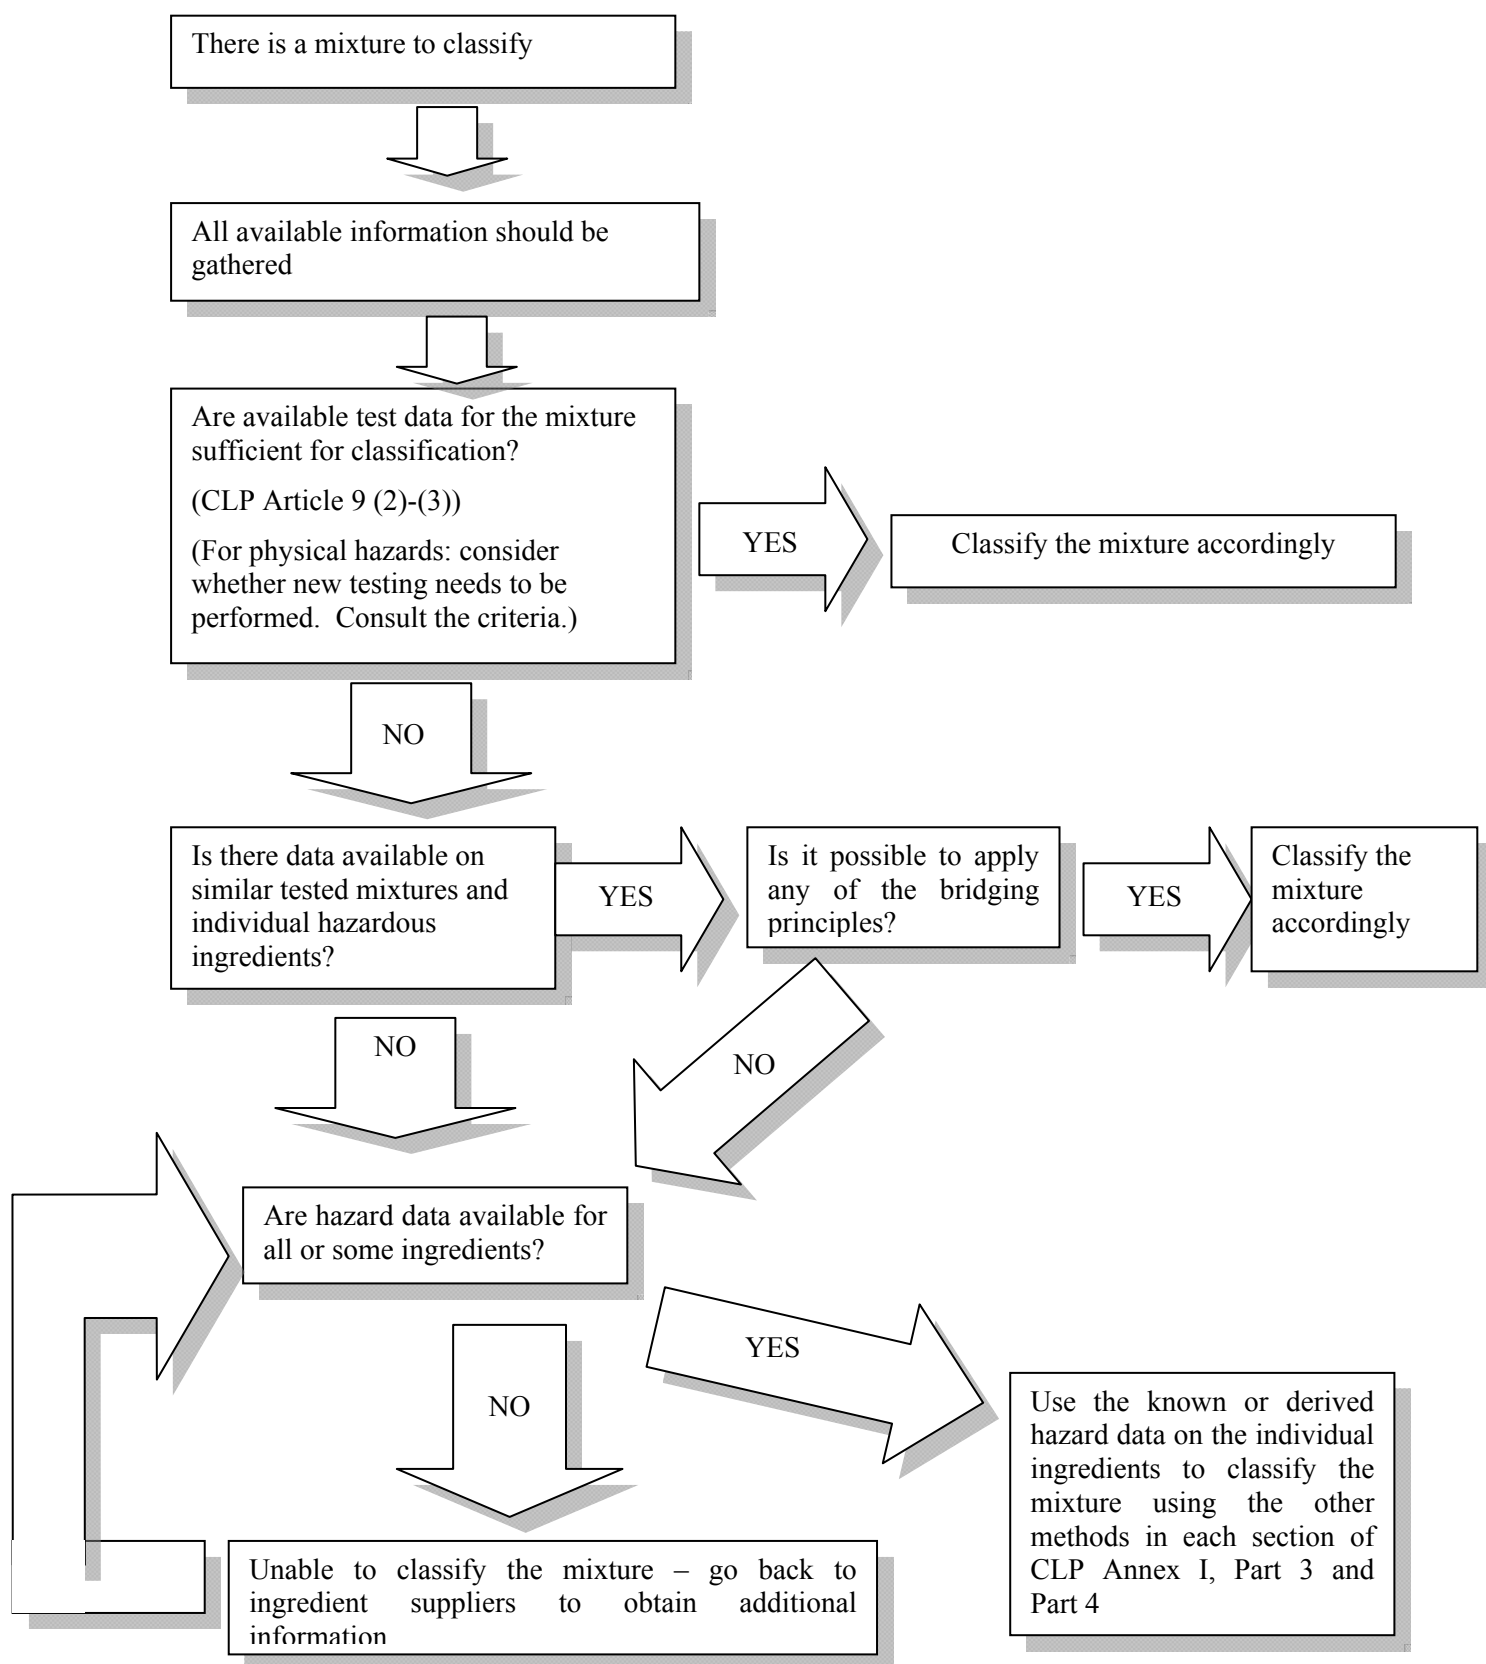 There is a mixture to classify
All available information should be
gathered
Are available test data for the mixture
sufficient for classification?
(CLP Article 9 (2)-(3))
(For physical hazards: consider
whether new testing needs to be
performed.  Consult the criteria.)
YES
Classify the mixture accordingly
NO
Is there data available on
similar tested mixtures and
individual hazardous
ingredients?
YES
Is it possible to apply
any of the bridging
principles?
YES
Classify the
mixture
accordingly
NO
NO
Are hazard data available for
all or some ingredients?
YES
NO
Use the known or derived
hazard data on the individual
ingredients to classify the
mixture using the other
methods in each section of
CLP Annex I, Part 3 and
Part 4
Unable to classify the mixture – go back to
ingredient suppliers to obtain additional
information